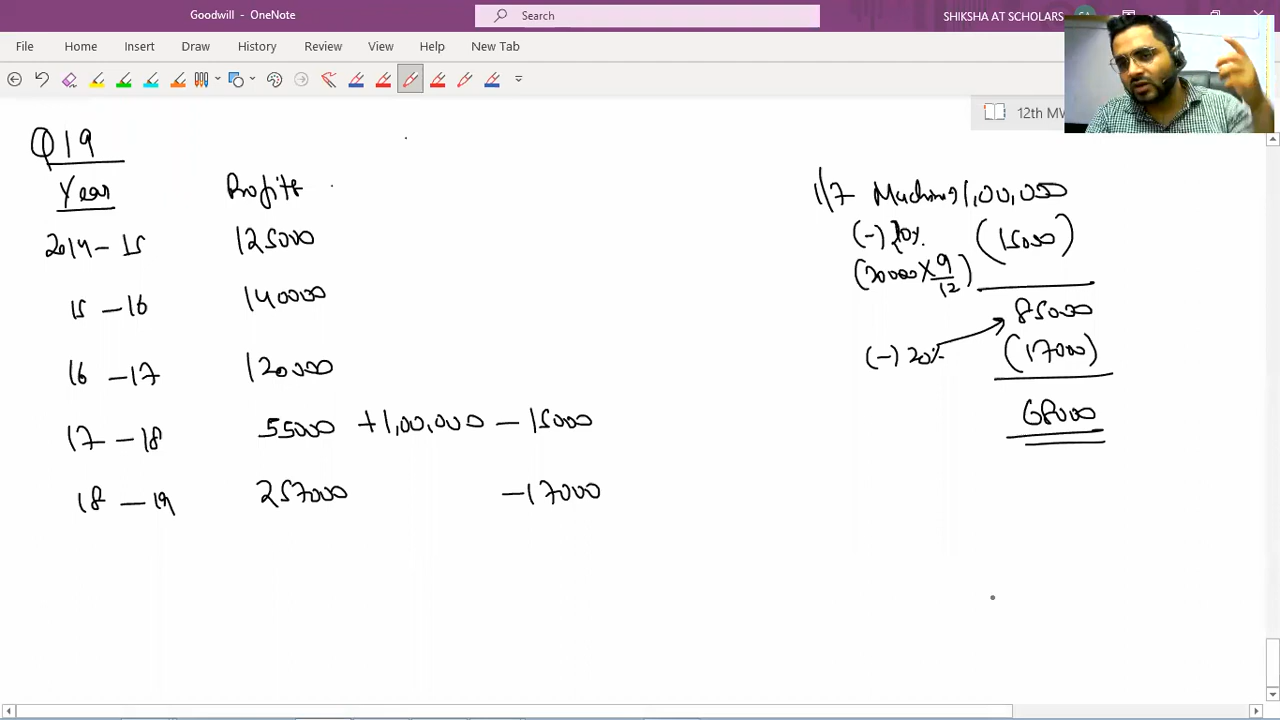 Goodwill - OneNote
Search
SHIKSHA AT SCHOLARS
File Home Insert Draw History Review View Help New Tab
12th MW
Q19
Year Profits
2014-15 125000
15-16 140000
16-17 120000
17-18 55000 +1,00,000 -15000
18-19 257000 -17000
1/7 Machinery 1,00,000
(-) 20% (15000)
(20000 × 9/12)
85000
(-) 20% (17000)
68000